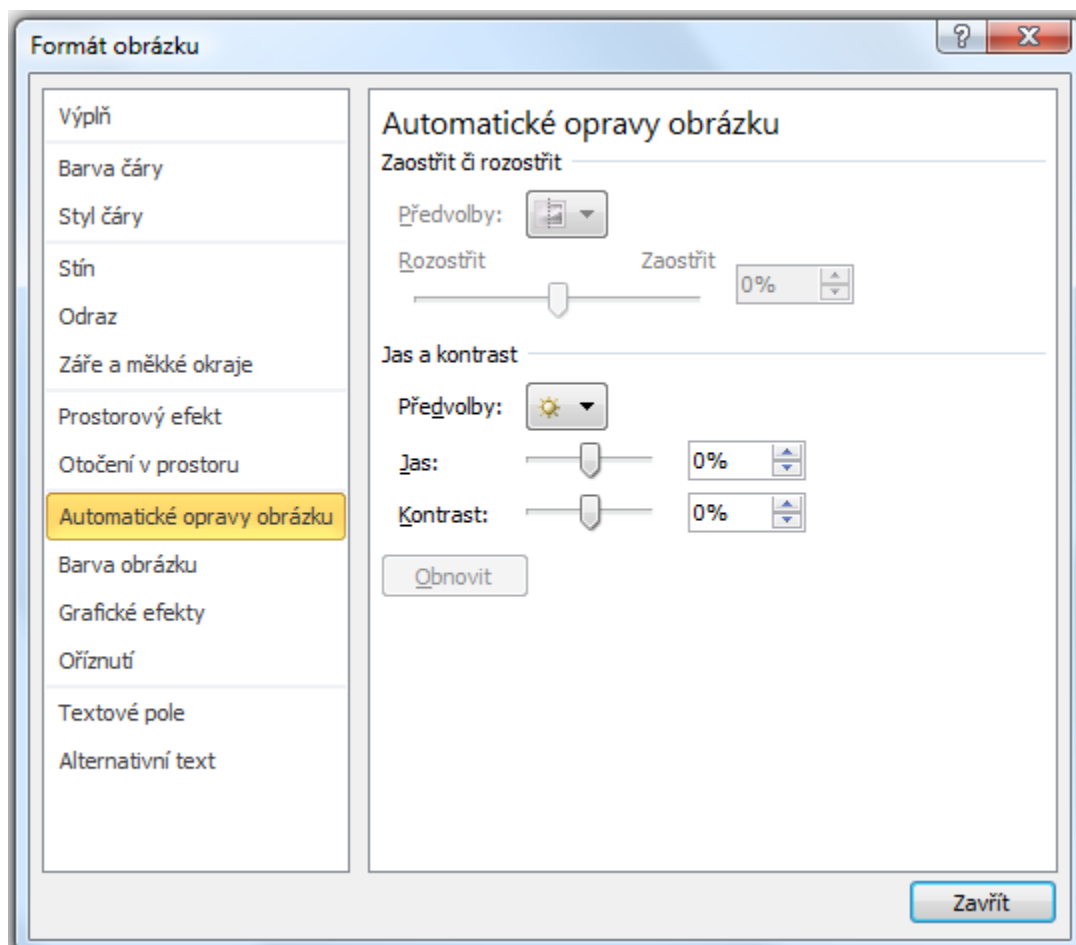 Formát obrázku
Výplň
Barva čáry
Styl čáry
Stín
Odraz
Záře a měkké okraje
Prostorový efekt
Otočení v prostoru
Automatické opravy obrázku
Barva obrázku
Grafické efekty
Oříznutí
Textové pole
Alternativní text
Automatické opravy obrázku
Zaostřit či rozostřit
Předvolby:
Rozostřit Zaostřit 0%
Jas a kontrast
Předvolby:
Jas: 0%
Kontrast: 0%
Obnovit
Zavřít